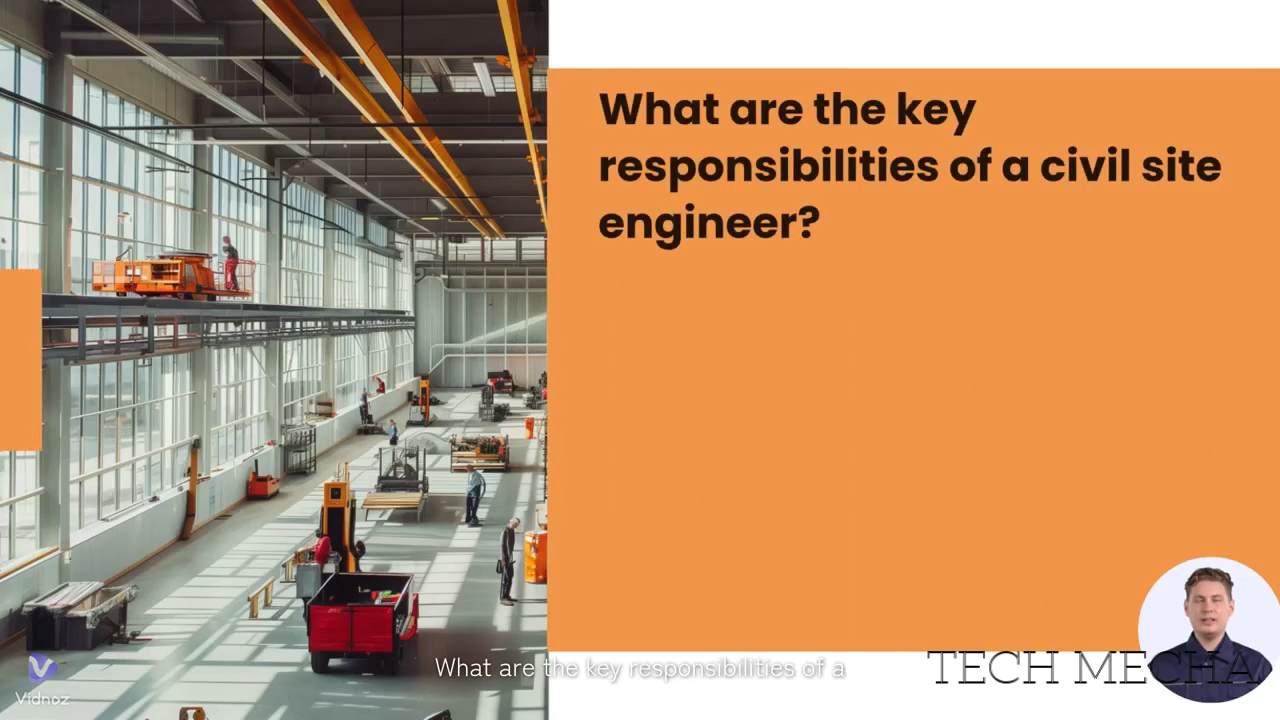 What are the key
responsibilities of a civil site
engineer?
What are the key responsibilities of a
TECH MECHA
Vidnoz